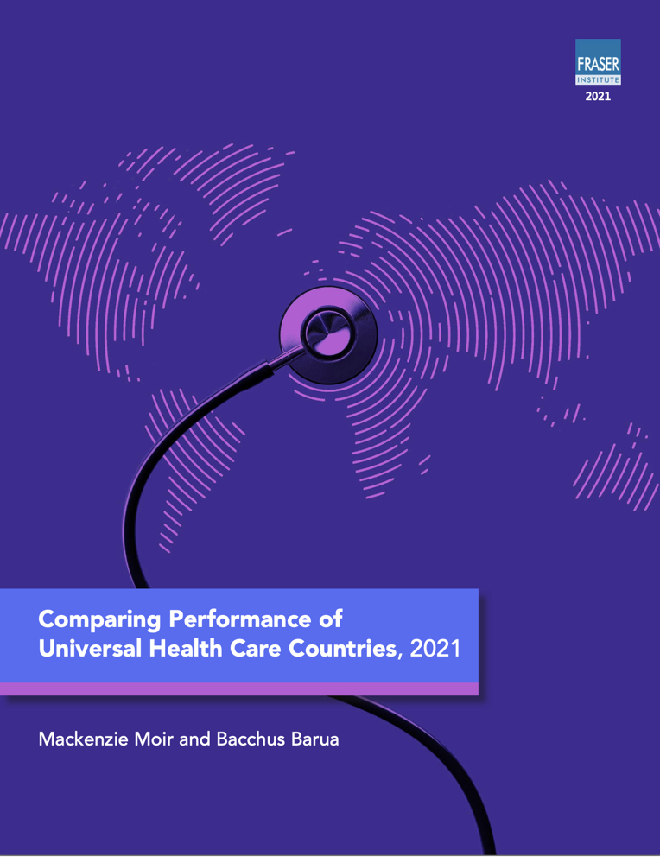 FRASER
INSTITUTE
2021
Comparing Performance of
Universal Health Care Countries, 2021
Mackenzie Moir and Bacchus Barua